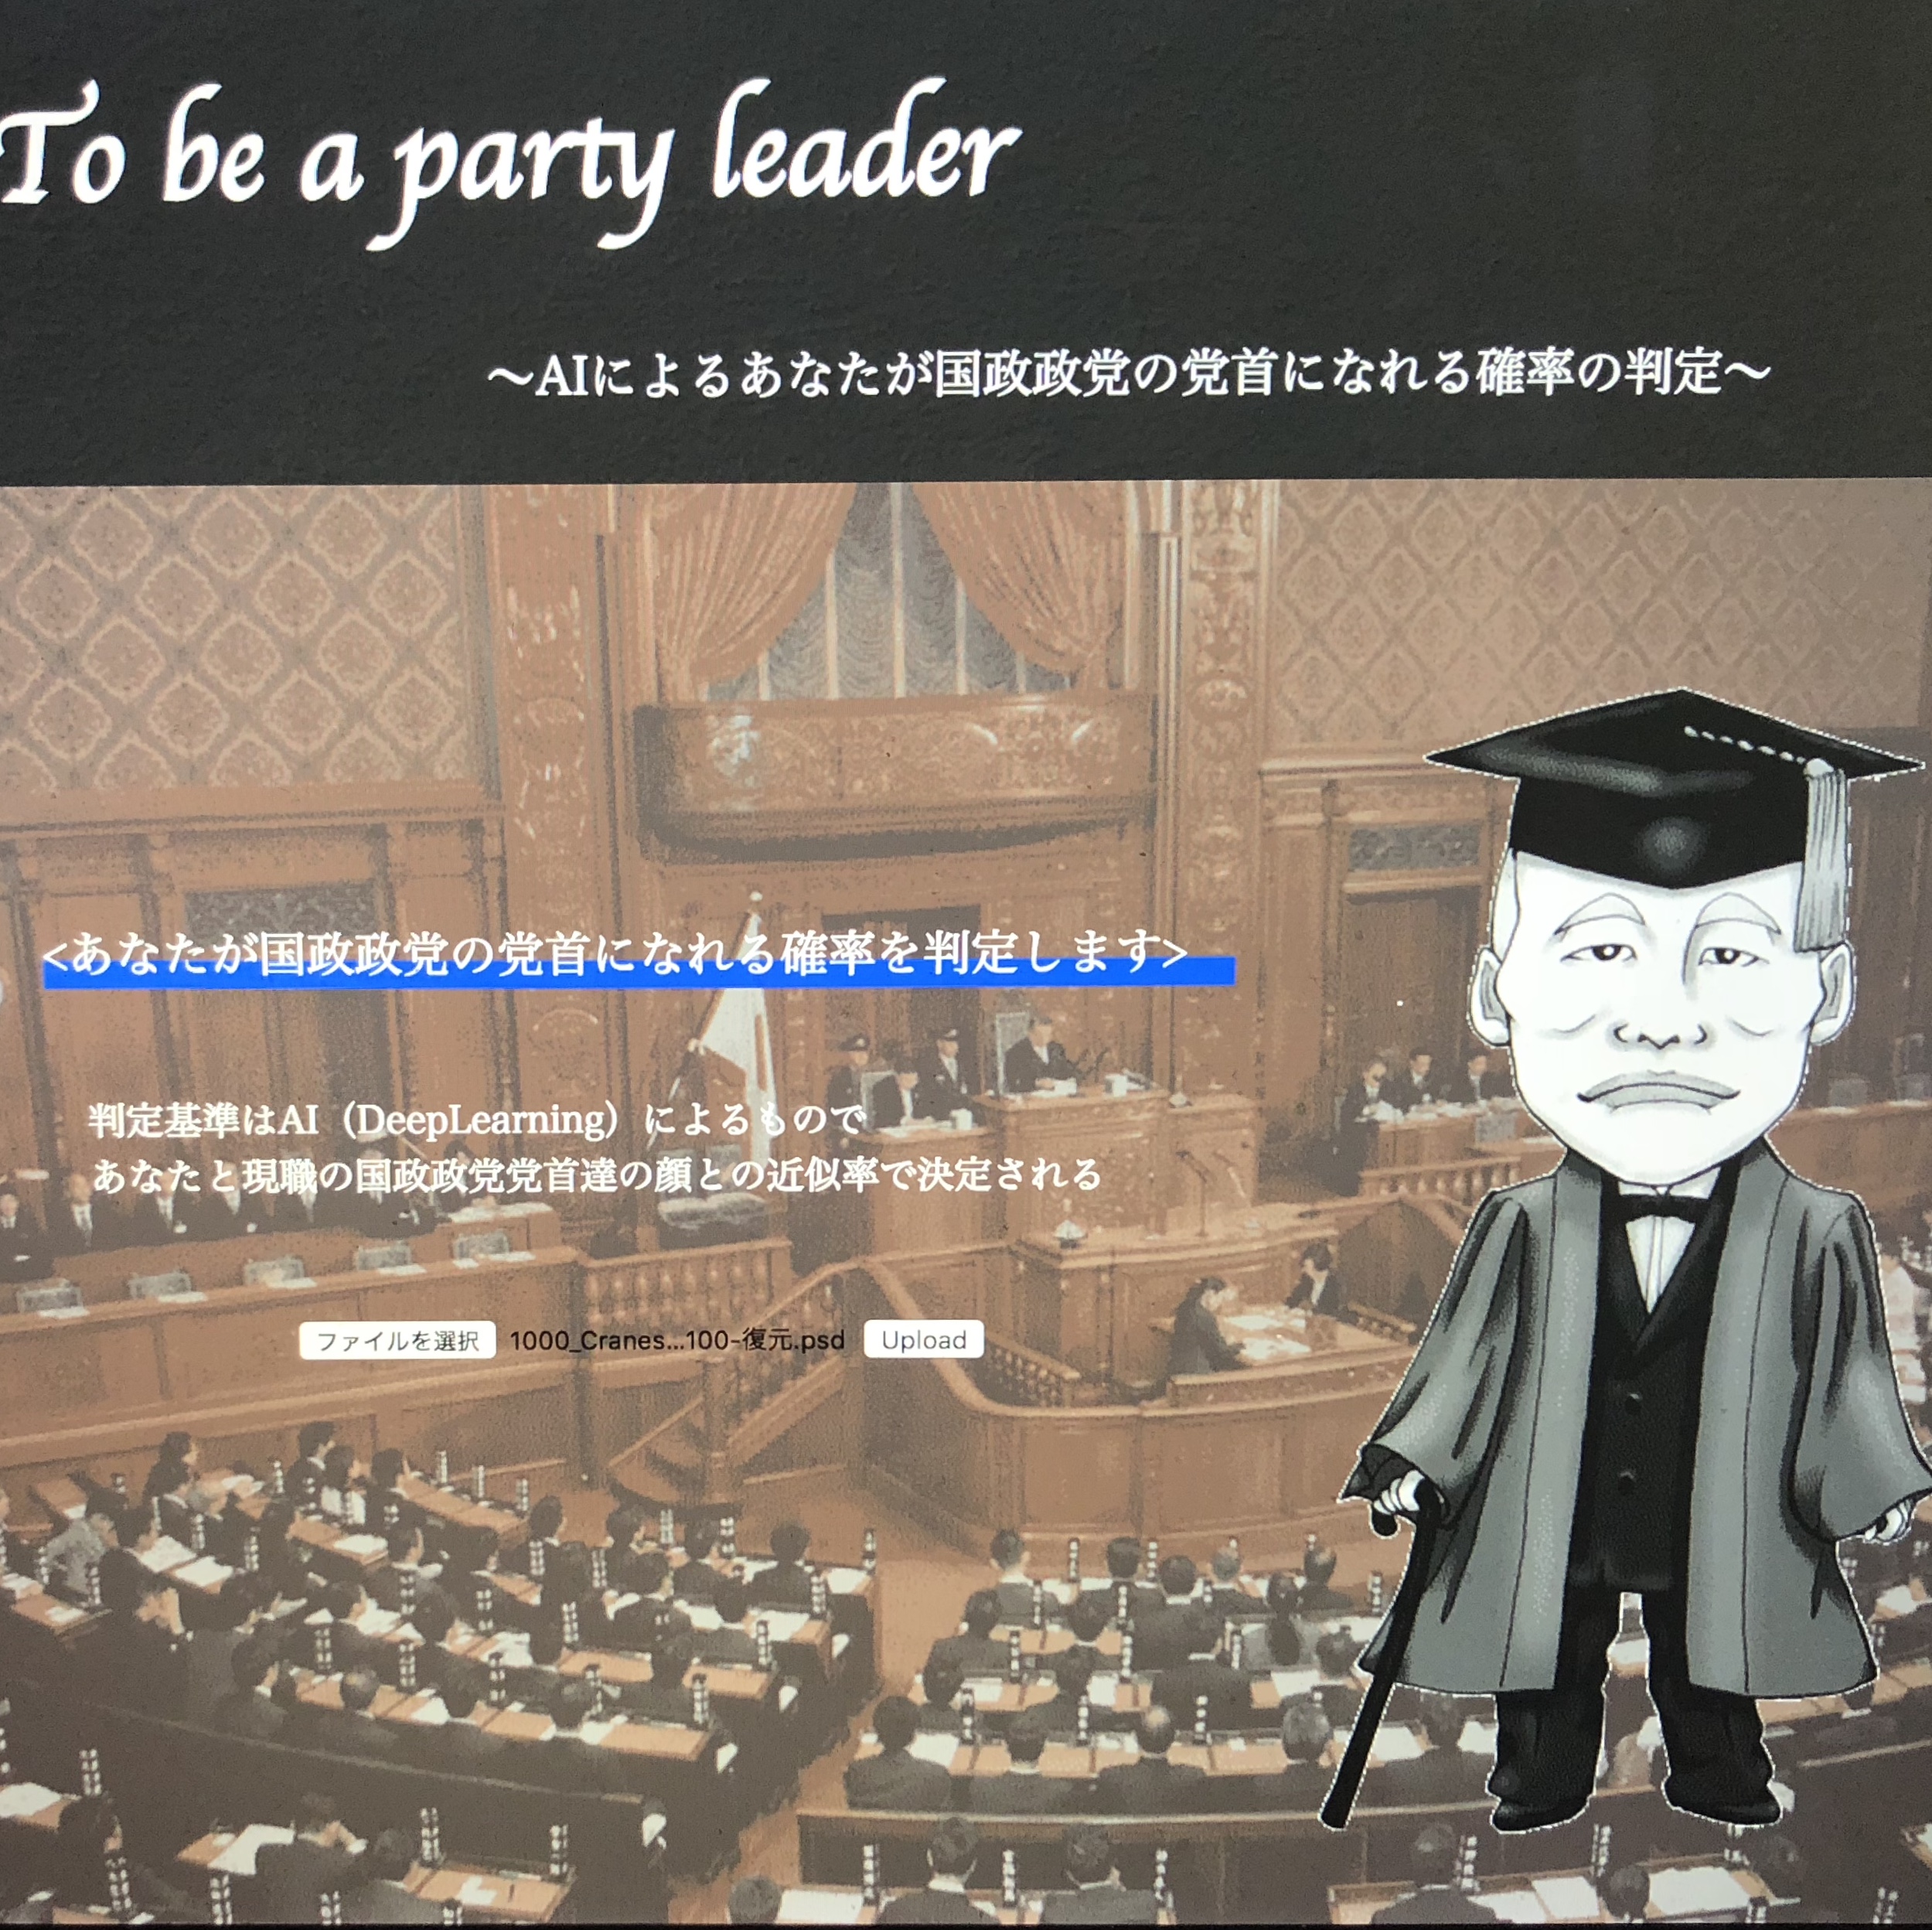 To be a party leader
～AIによるあなたが国政政党の党首になれる確率の判定～
<あなたが国政政党の党首になれる確率を判定します>
判定基準はAI（DeepLearning）によるもので
あなたと現職の国政政党党首達の顔との近似率で決定される
ファイルを選択 1000_Cranes...100-復元.psd Upload